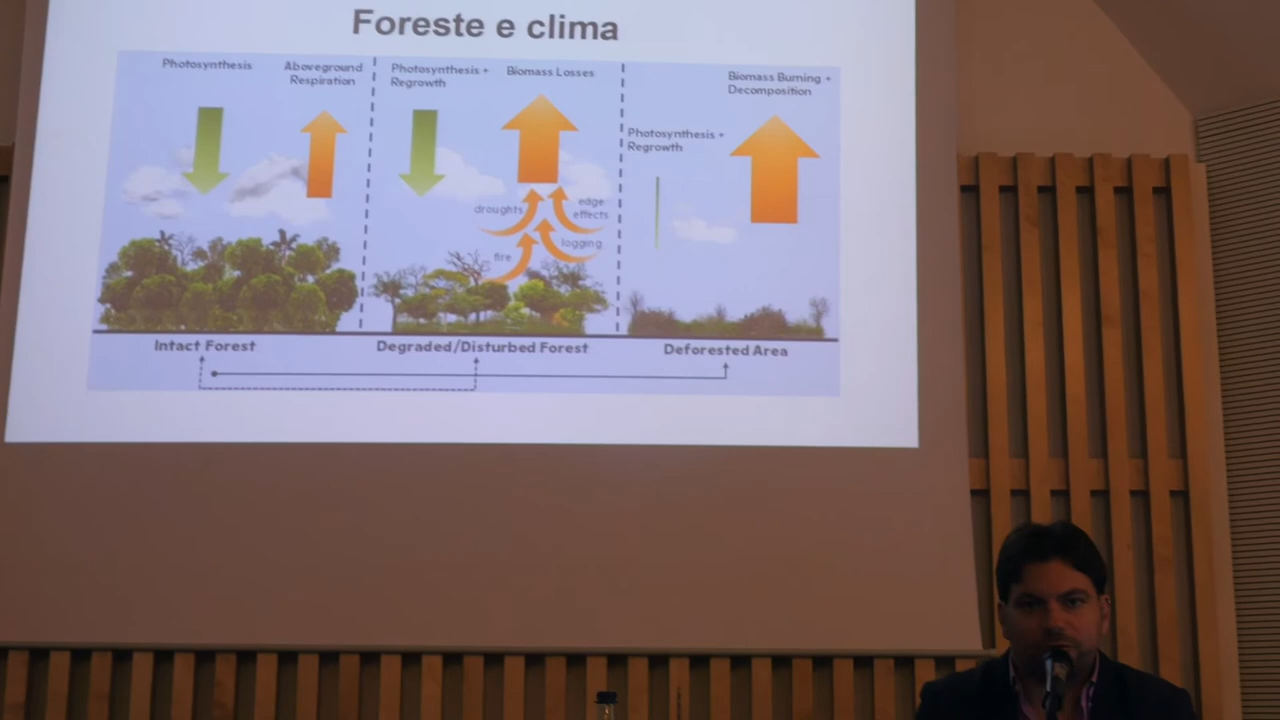 Foreste e clima
Photosynthesis
Aboveground
Respiration
Photosynthesis +
Regrowth
Biomass Losses
Photosynthesis +
Regrowth
Biomass Burning +
Decomposition
droughts
edge
effects
logging
fire
Intact Forest
Degraded/Disturbed Forest
Deforested Area